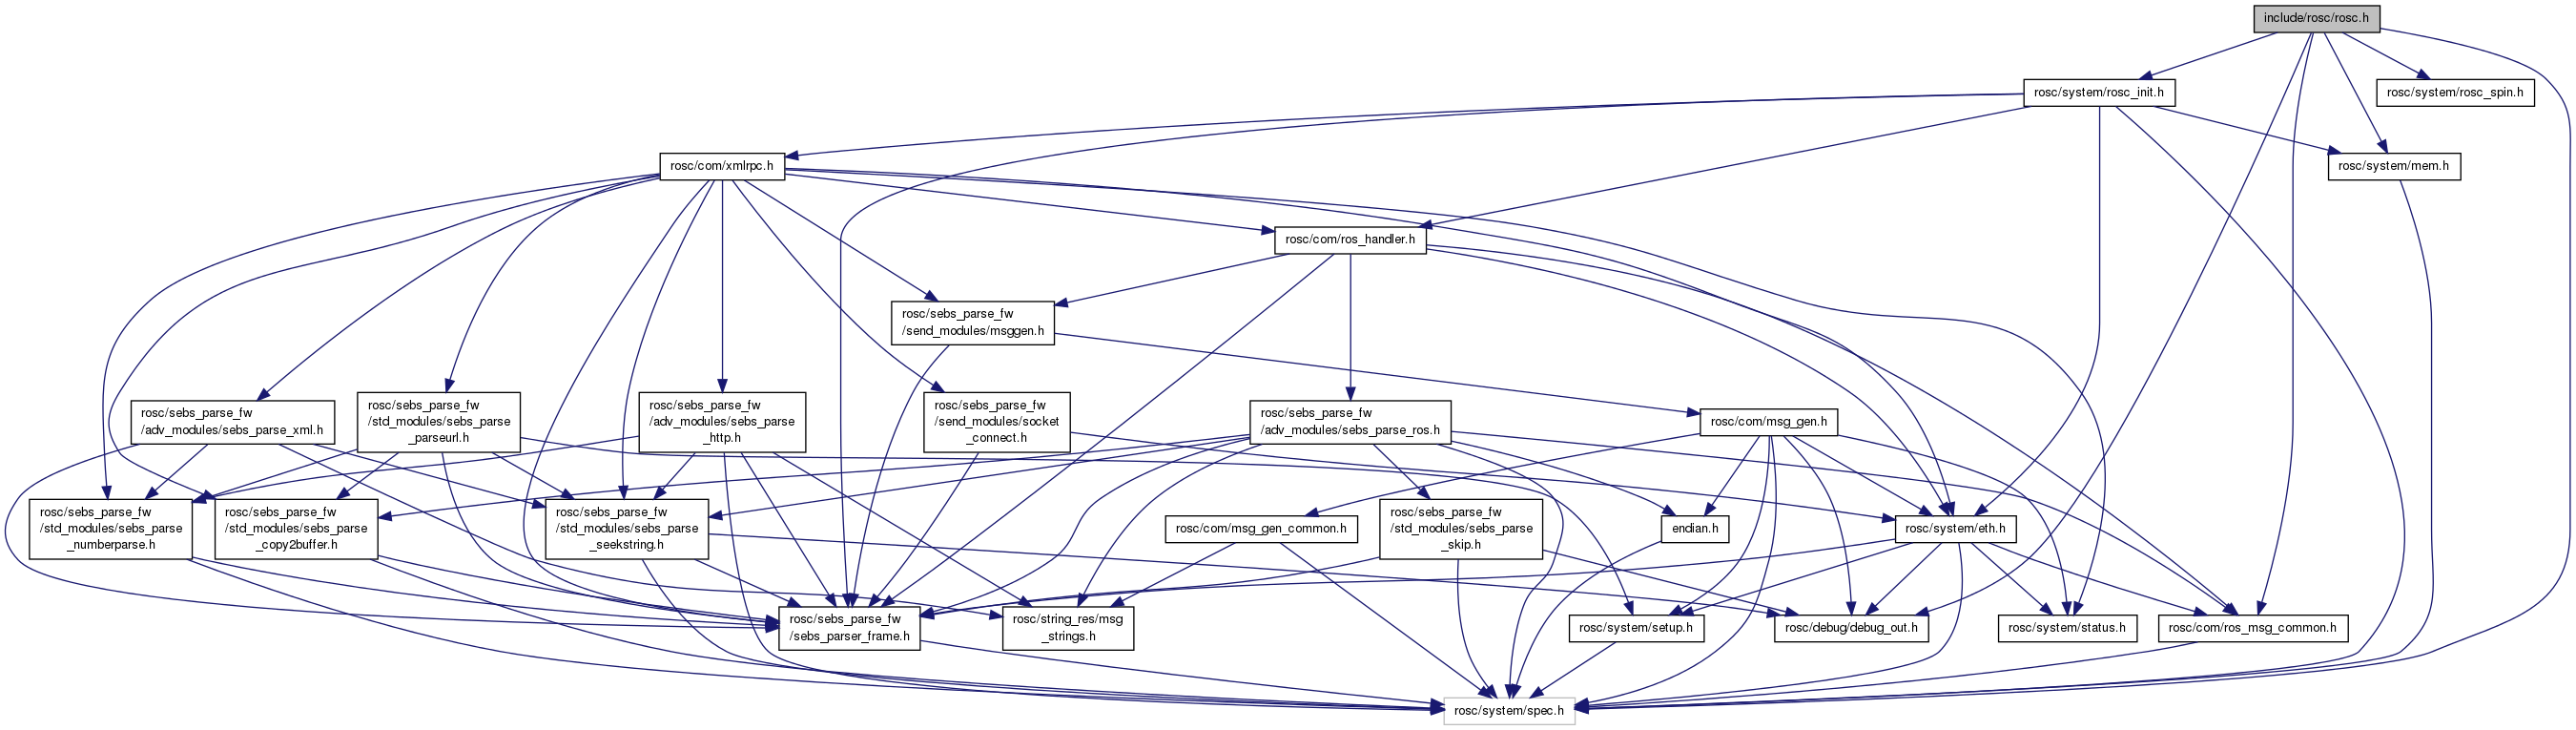 include/rosc/rosc.h
rosc/system/rosc_init.h
rosc/system/rosc_spin.h
rosc/com/xmlrpc.h
rosc/system/mem.h
rosc/com/ros_handler.h
rosc/sebs_parse_fw
/send_modules/msggen.h
rosc/sebs_parse_fw
/adv_modules/sebs_parse_xml.h
rosc/sebs_parse_fw
/std_modules/sebs_parse
_parseurl.h
rosc/sebs_parse_fw
/adv_modules/sebs_parse
_http.h
rosc/sebs_parse_fw
/send_modules/socket
_connect.h
rosc/sebs_parse_fw
/adv_modules/sebs_parse_ros.h
rosc/com/msg_gen.h
rosc/sebs_parse_fw
/std_modules/sebs_parse
_numberparse.h
rosc/sebs_parse_fw
/std_modules/sebs_parse
_copy2buffer.h
rosc/sebs_parse_fw
/std_modules/sebs_parse
_seekstring.h
rosc/com/msg_gen_common.h
rosc/sebs_parse_fw
/std_modules/sebs_parse
_skip.h
endian.h
rosc/system/eth.h
rosc/sebs_parse_fw
/sebs_parser_frame.h
rosc/string_res/msg
_strings.h
rosc/system/setup.h
rosc/debug/debug_out.h
rosc/system/status.h
rosc/com/ros_msg_common.h
rosc/system/spec.h